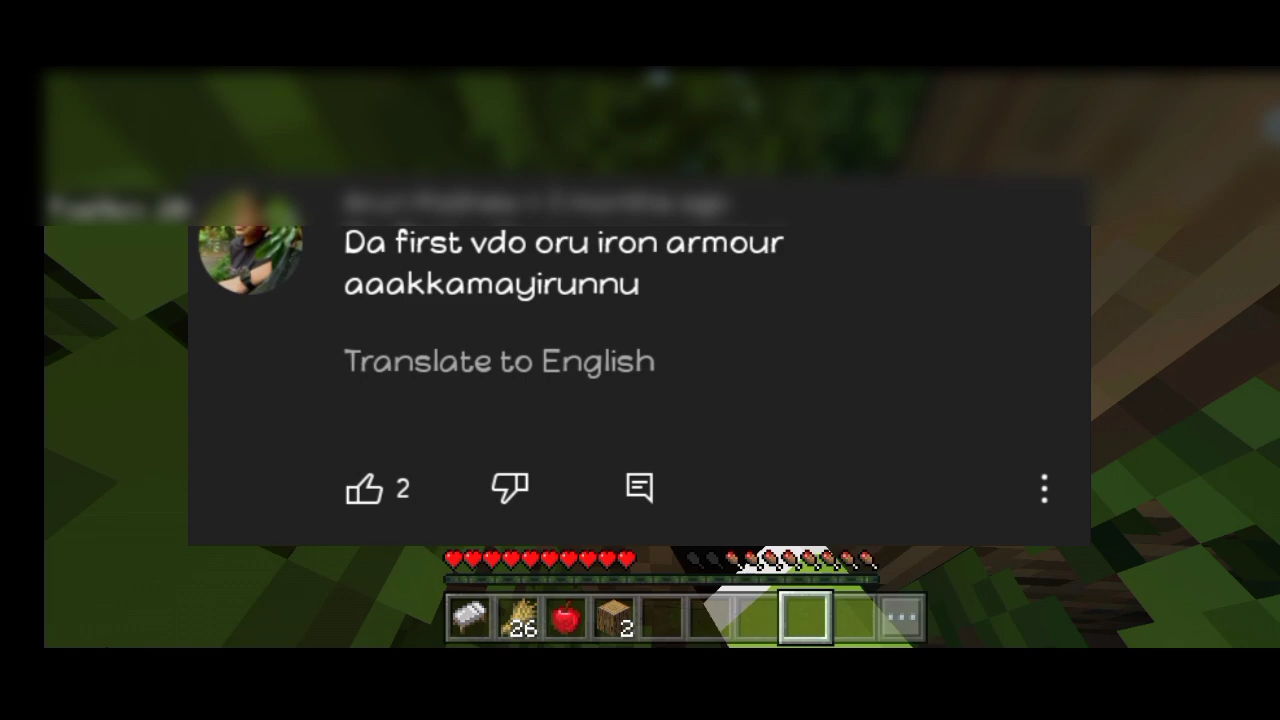 Da first vdo oru iron armour
aaakkamayirunnu
Translate to English
2
26
2